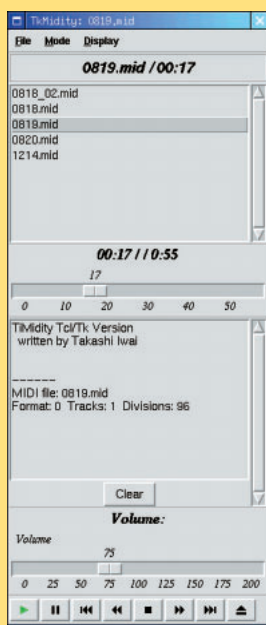 TkMidity: 0819.mid
File Mode Display
0819.mid / 00:17
0818_02.mid
0818.mid
0819.mid
0820.mid
1214.mid
00:17 / / 0:55
17
0 10 20 30 40 50
TiMidity Tcl/Tk Version
written by Takashi Iwai
------
MIDI file: 0819.mid
Format: 0 Tracks: 1 Divisions: 96
Clear
Volume:
Volume
75
0 25 50 75 100 125 150 175 200